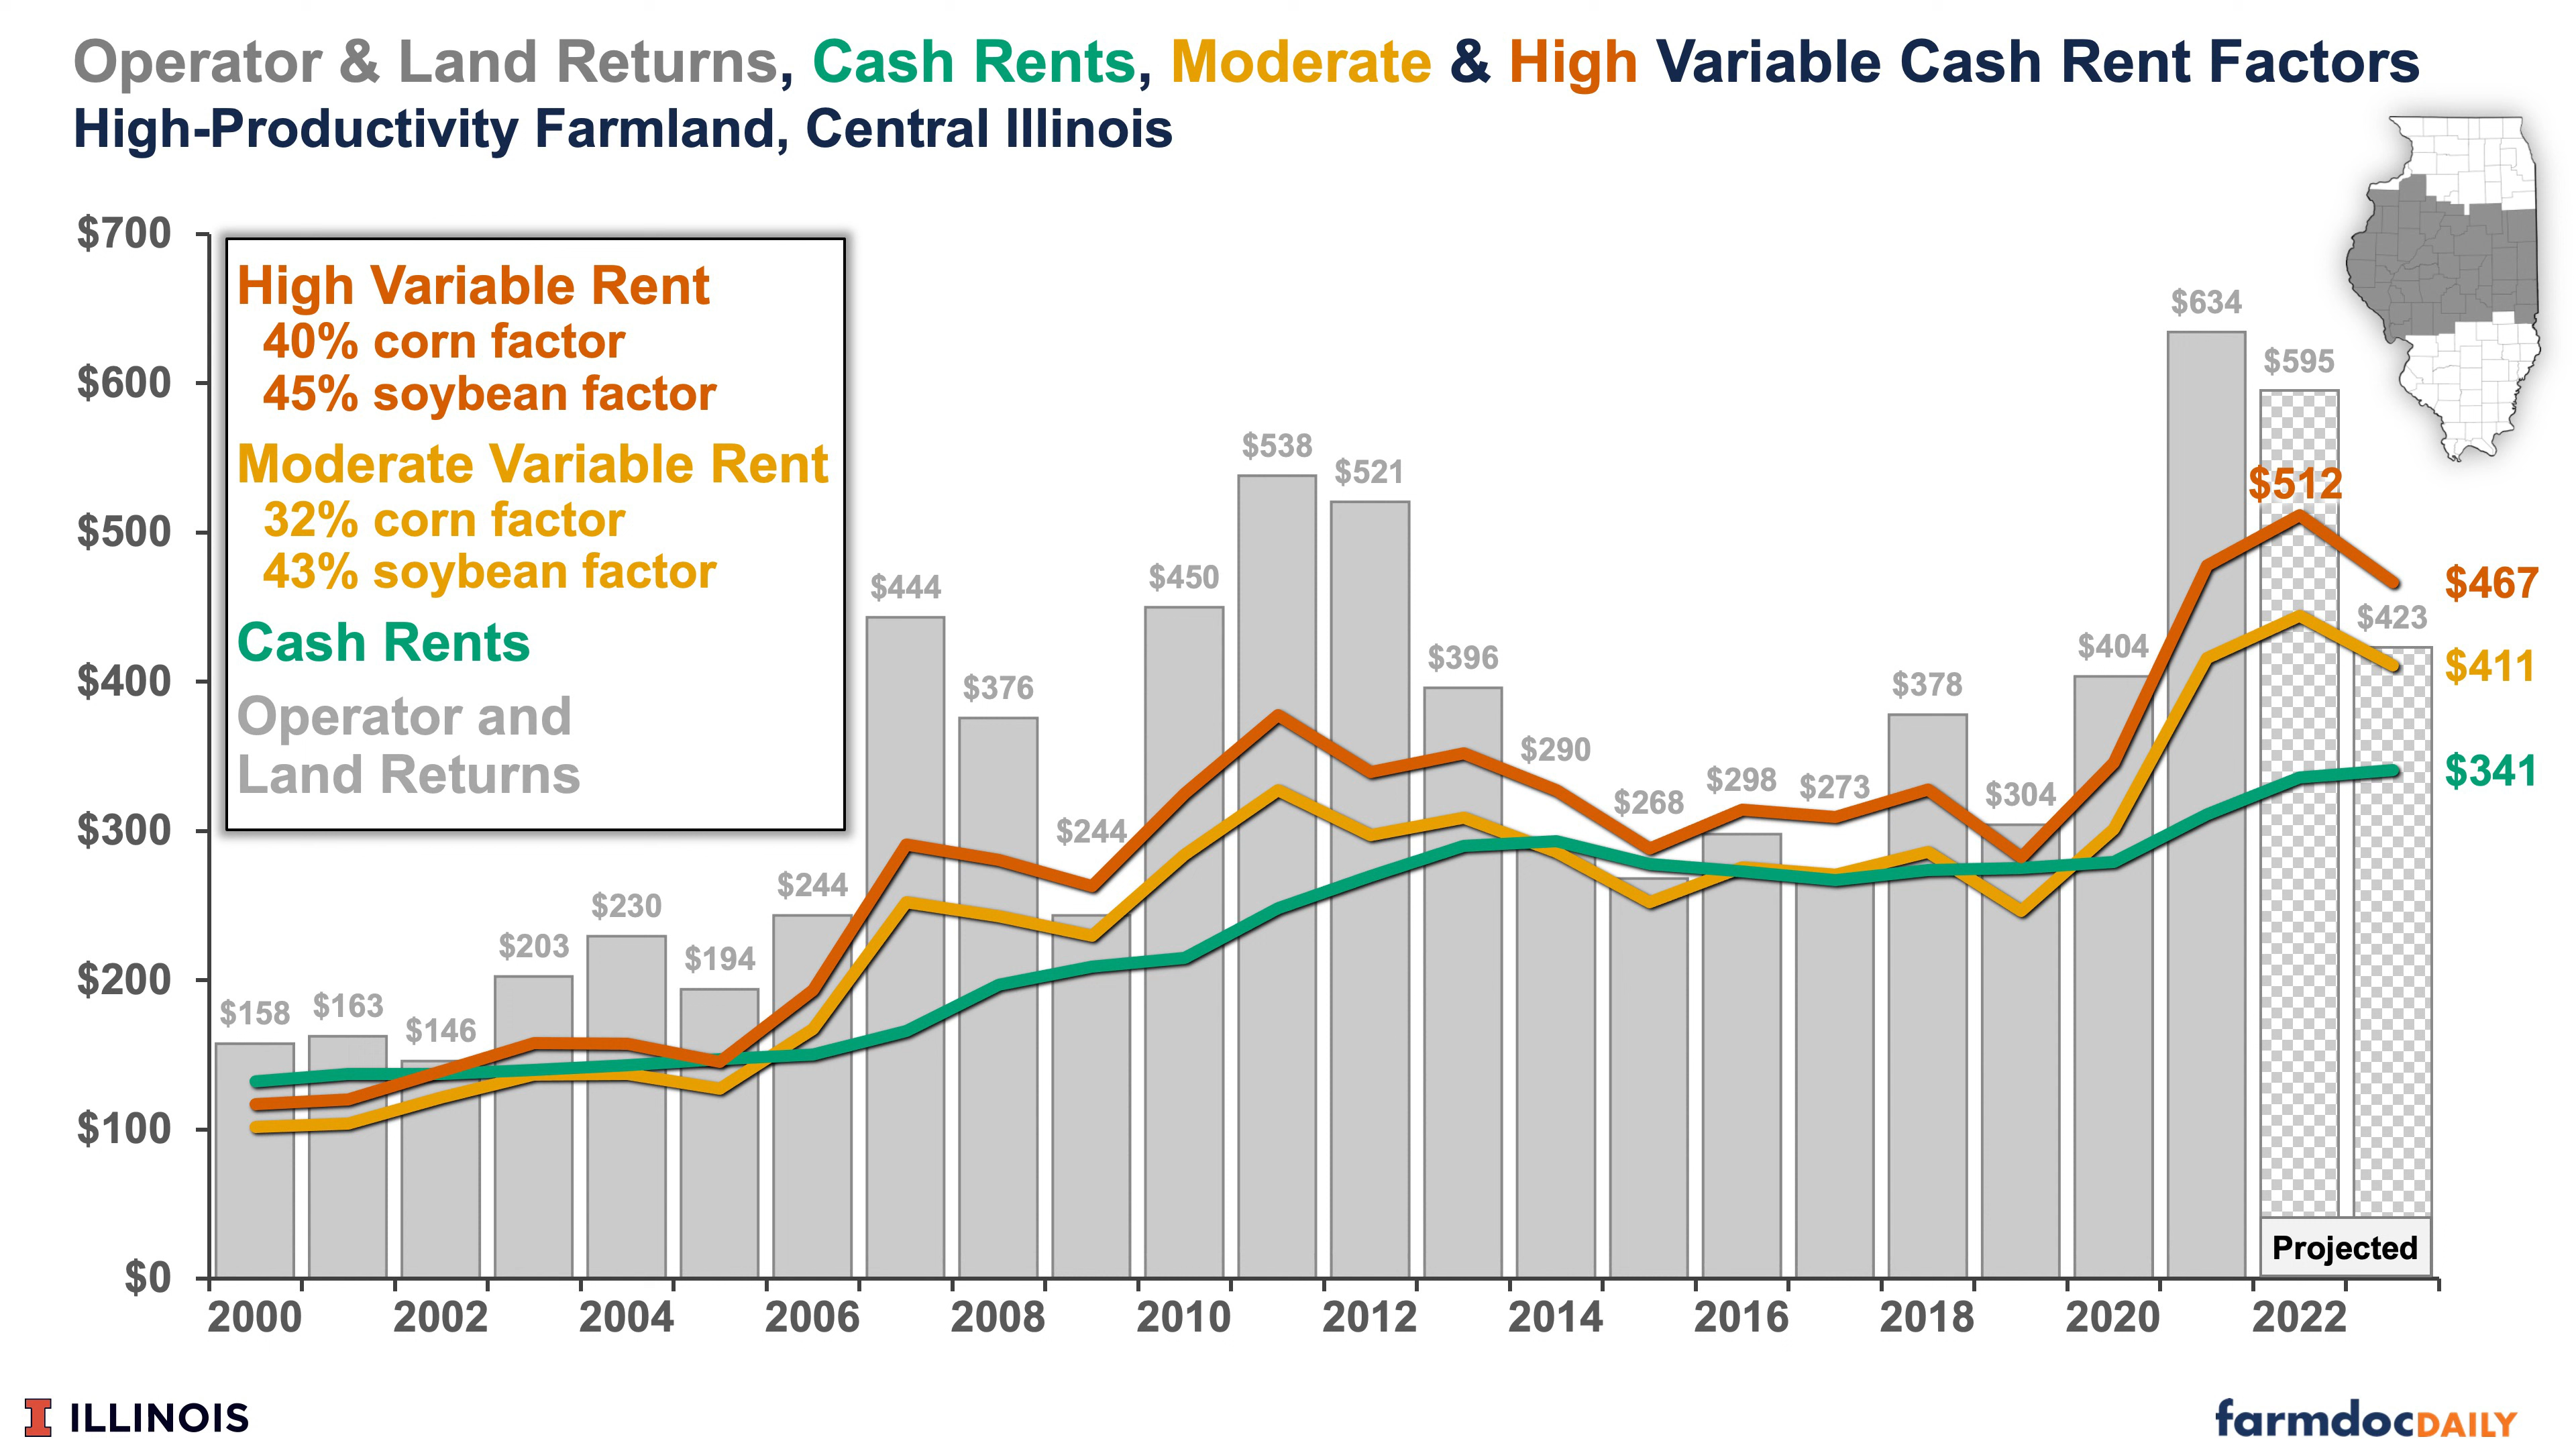 Operator & Land Returns, Cash Rents, Moderate & High Variable Cash Rent Factors
High-Productivity Farmland, Central Illinois
$700
$600
$500
$400
$300
$200
$100
$0
High Variable Rent
40% corn factor
45% soybean factor
Moderate Variable Rent
32% corn factor
43% soybean factor
Cash Rents
Operator and
Land Returns
$158
$163
$146
$203
$230
$194
$244
$444
$376
$244
$450
$538
$521
$396
$290
$268
$298
$273
$378
$304
$404
$634
$595
$423
$512
$467
$411
$341
Projected
2000 2002 2004 2006 2008 2010 2012 2014 2016 2018 2020 2022
I ILLINOIS
farmdocDAILY